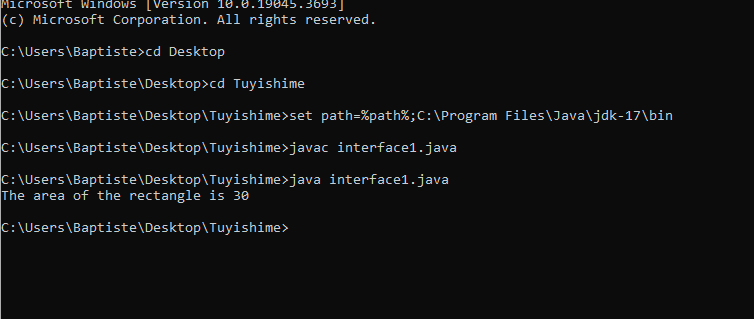 Microsoft Windows [Version 10.0.19045.3693]
(c) Microsoft Corporation. All rights reserved.
C:\Users\Baptiste>cd Desktop
C:\Users\Baptiste\Desktop>cd Tuyishime
C:\Users\Baptiste\Desktop\Tuyishime>set path=%path%;C:\Program Files\Java\jdk-17\bin
C:\Users\Baptiste\Desktop\Tuyishime>javac interface1.java
C:\Users\Baptiste\Desktop\Tuyishime>java interface1.java
The area of the rectangle is 30
C:\Users\Baptiste\Desktop\Tuyishime>